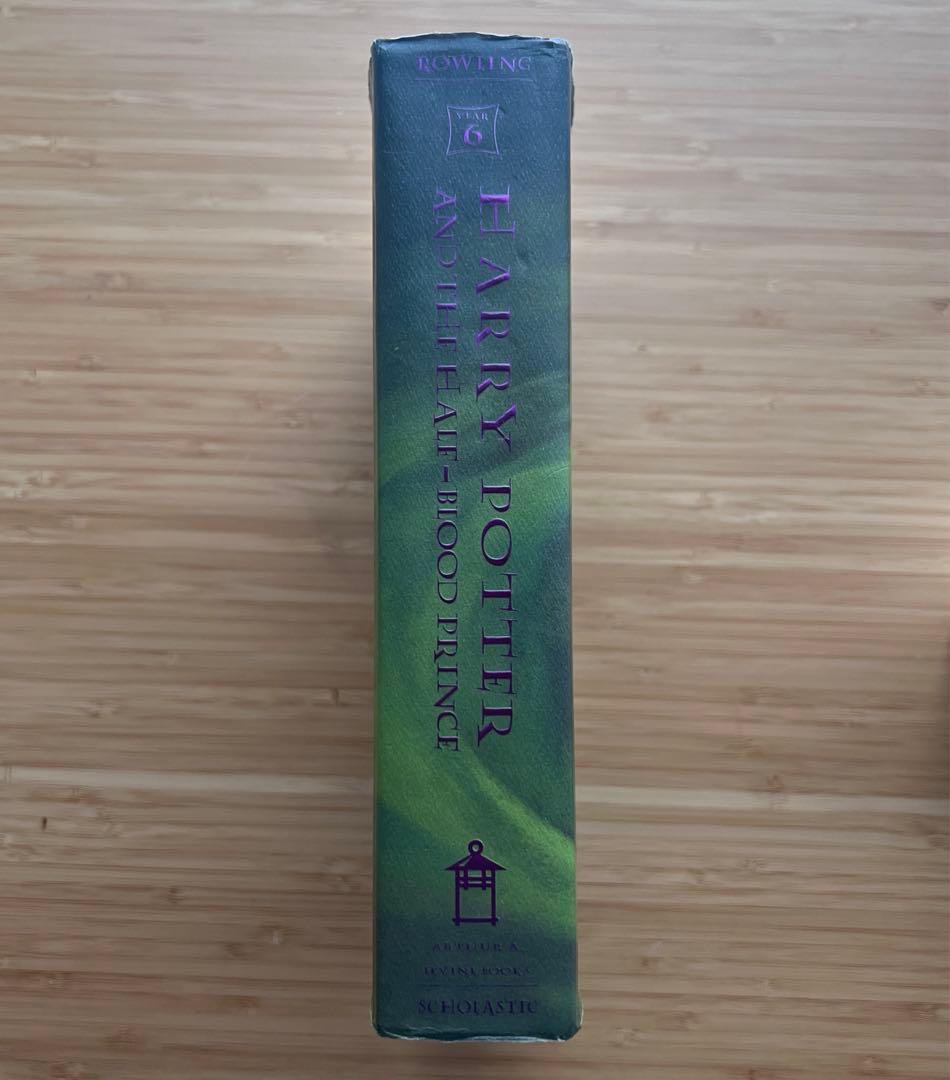 ROWLING
YEAR
6
HARRY POTTER
AND THE HALF-BLOOD PRINCE
ARTHUR A.
LEVINE BOOKS
SCHOLASTIC